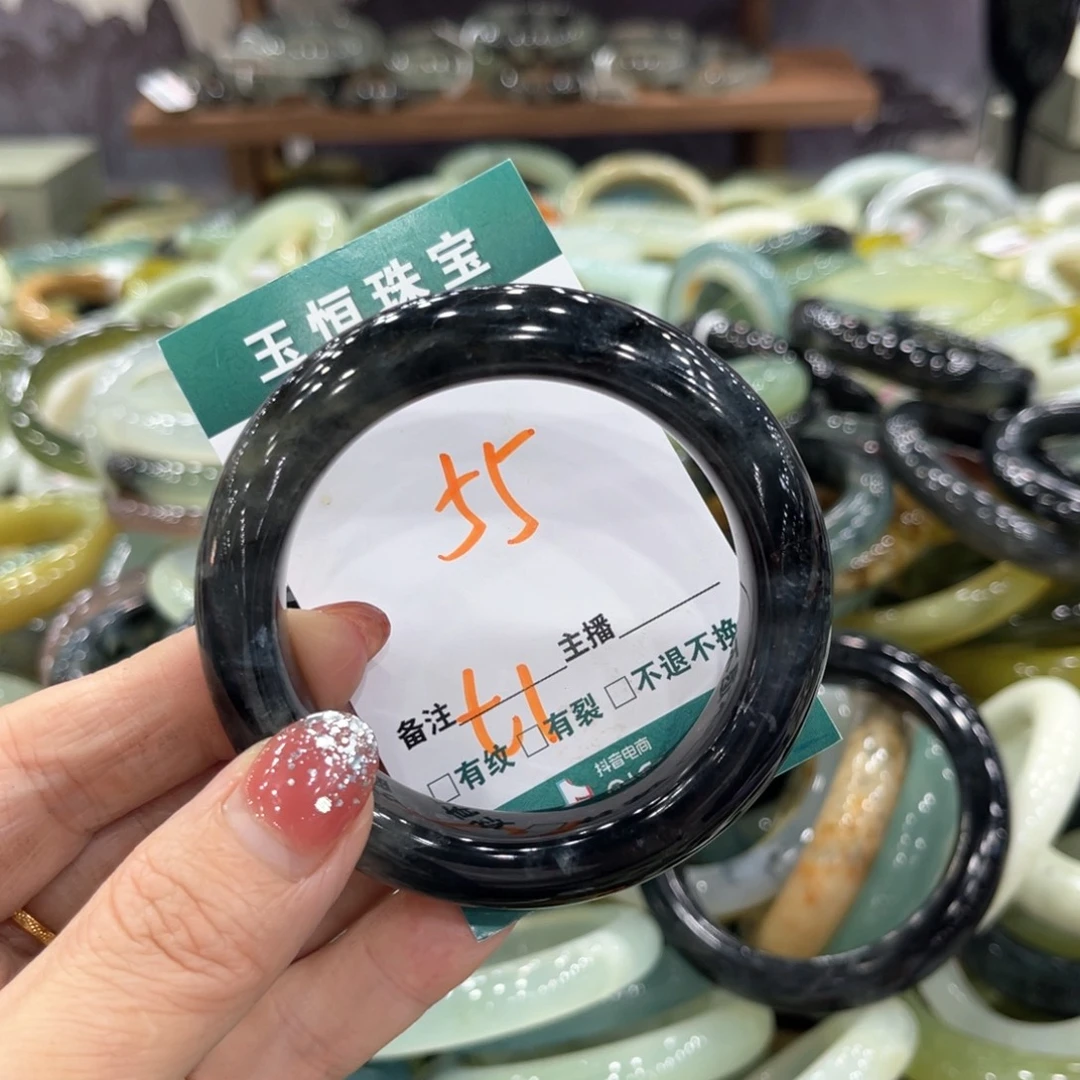 玉恒珠宝
55
主播
备注
□有纹 □有裂 □不退不换
抖音电商